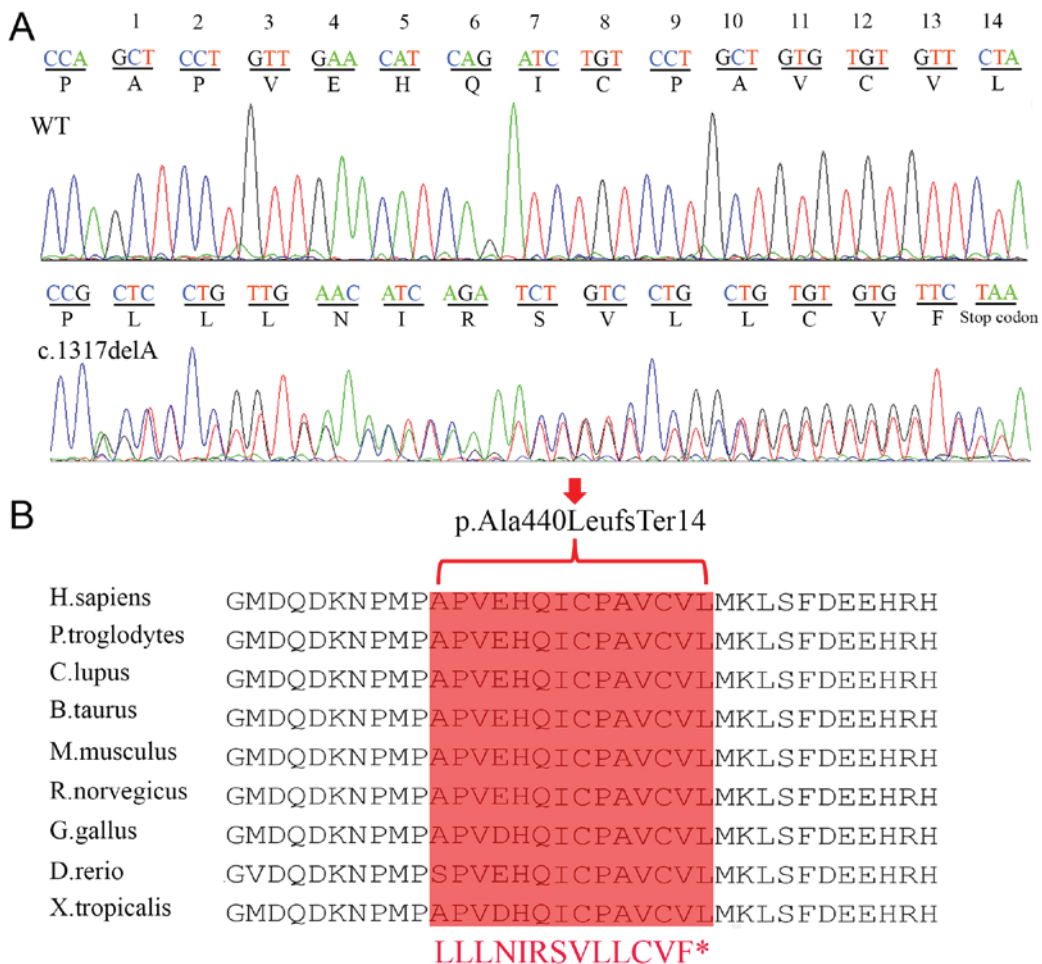 A
1 2 3 4 5 6 7 8 9 10 11 12 13 14
CCA GCT CCT GTT GAA CAT CAG ATC TGT CCT GCT GTG TGT GTT CTA
P A P V E H Q I C P A V C V L
WT
CCG CTC CTG TTG AAC ATC AGA TCT GTC CTG CTG TGT GTG TTC TAA
P L L L N I R S V L L C V F Stop codon
c.1317delA
B
p.Ala440LeufsTer14
H.sapiens GMDQDKNPMPAPVEHQICPAVCVLMKLSFDEEHRH
P.troglodytes GMDQDKNPMPAPVEHQICPAVCVLMKLSFDEEHRH
C.lupus GMDQDKNPMPAPVEHQICPAVCVLMKLSFDEEHRH
B.taurus GMDQDKNPMPAPVEHQICPAVCVLMKLSFDEEHRH
M.musculus GMDQDKNPMPAPVEHQICPAVCVLMKLSFDEEHRH
R.norvegicus GMDQDKNPMPAPVEHQICPAVCVLMKLSFDEEHRH
G.gallus GMDQDKNPMPAPVDHQICPAVCVLMKLSFDEEHRH
D.rerio GVDQDKNPMPSPVEHQICPAVCVLMKLSFDEEHRH
X.tropicalis GMDQDKNPMPAPVDHQICPAVCVLMKLSFDEEHRH
LLLNIRSVLLCVF*